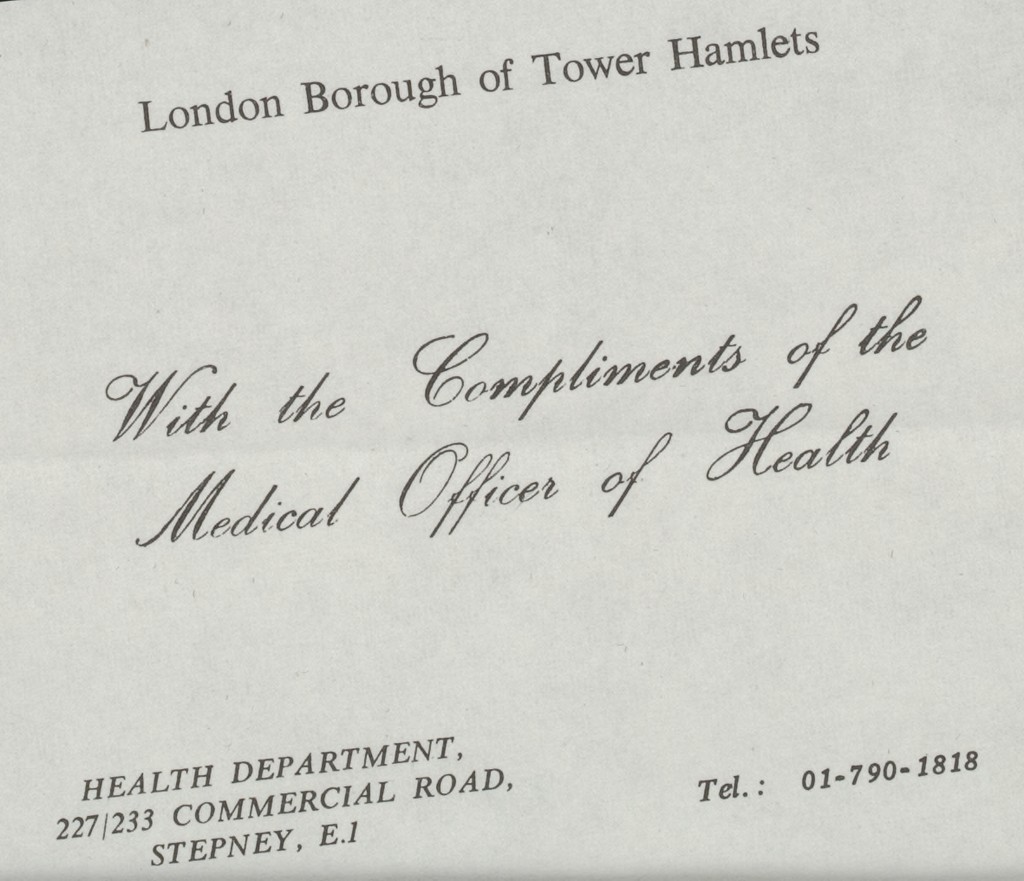 London Borough of Tower Hamlets
With the Compliments of the
Medical Officer of Health
HEALTH DEPARTMENT,
227/233 COMMERCIAL ROAD,
STEPNEY, E.1
Tel.: 01-790-1818